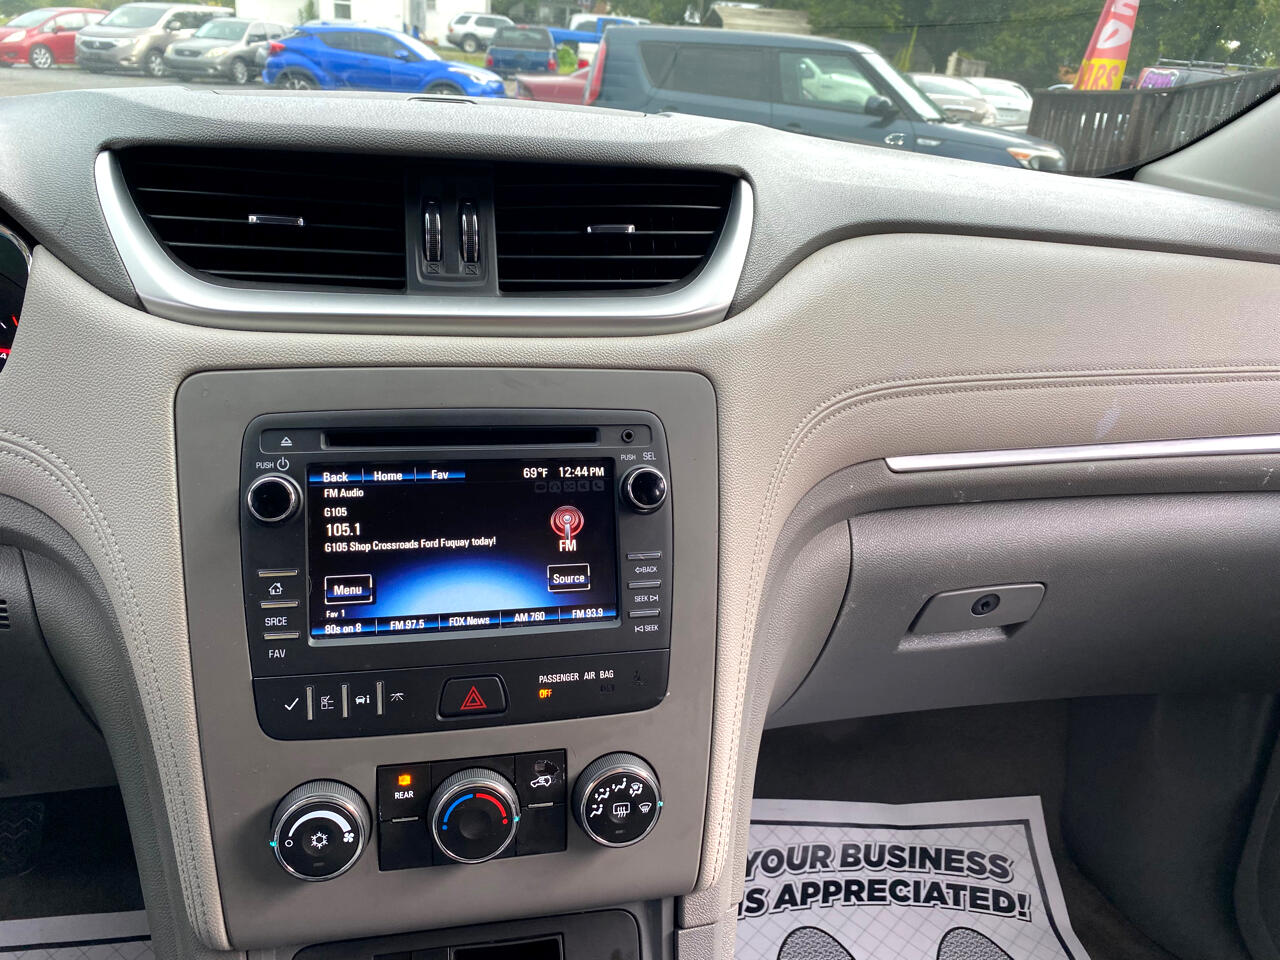 PUSH
PUSH SEL
Back Home Fav 69°F 12:44 PM
FM Audio
G105
105.1
G105 Shop Crossroads Ford Fuquay today!
FM
Menu
Source
Fav 1
80s on 8 FM 97.5 FOX News AM 760 FM 93.9
SRCE
FAV
BACK
SEEK
SEEK
PASSENGER AIR BAG
OFF
REAR
YOUR BUSINESS
IS APPRECIATED!